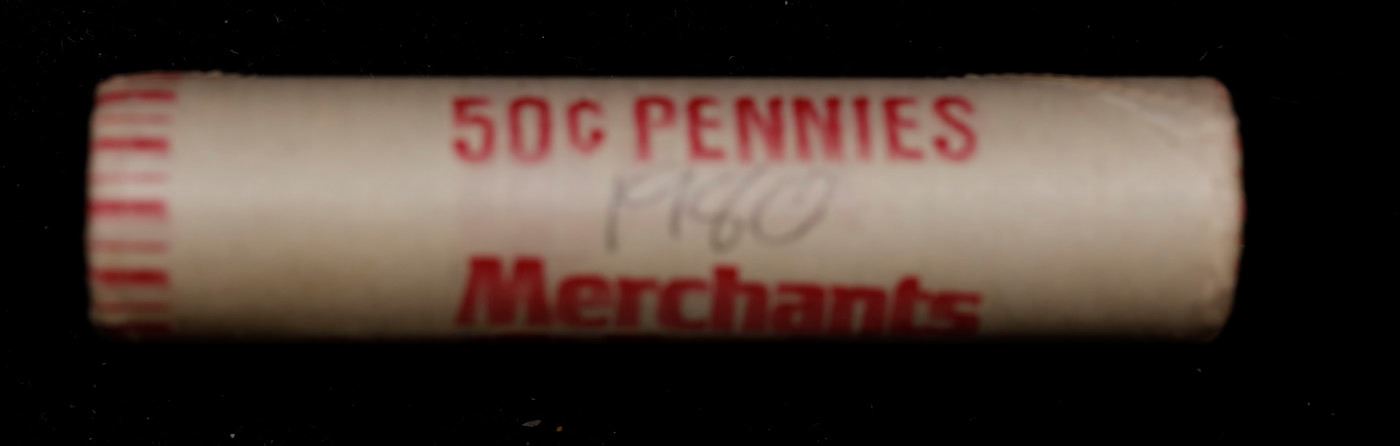 50¢ PENNIES
1980
Merchants